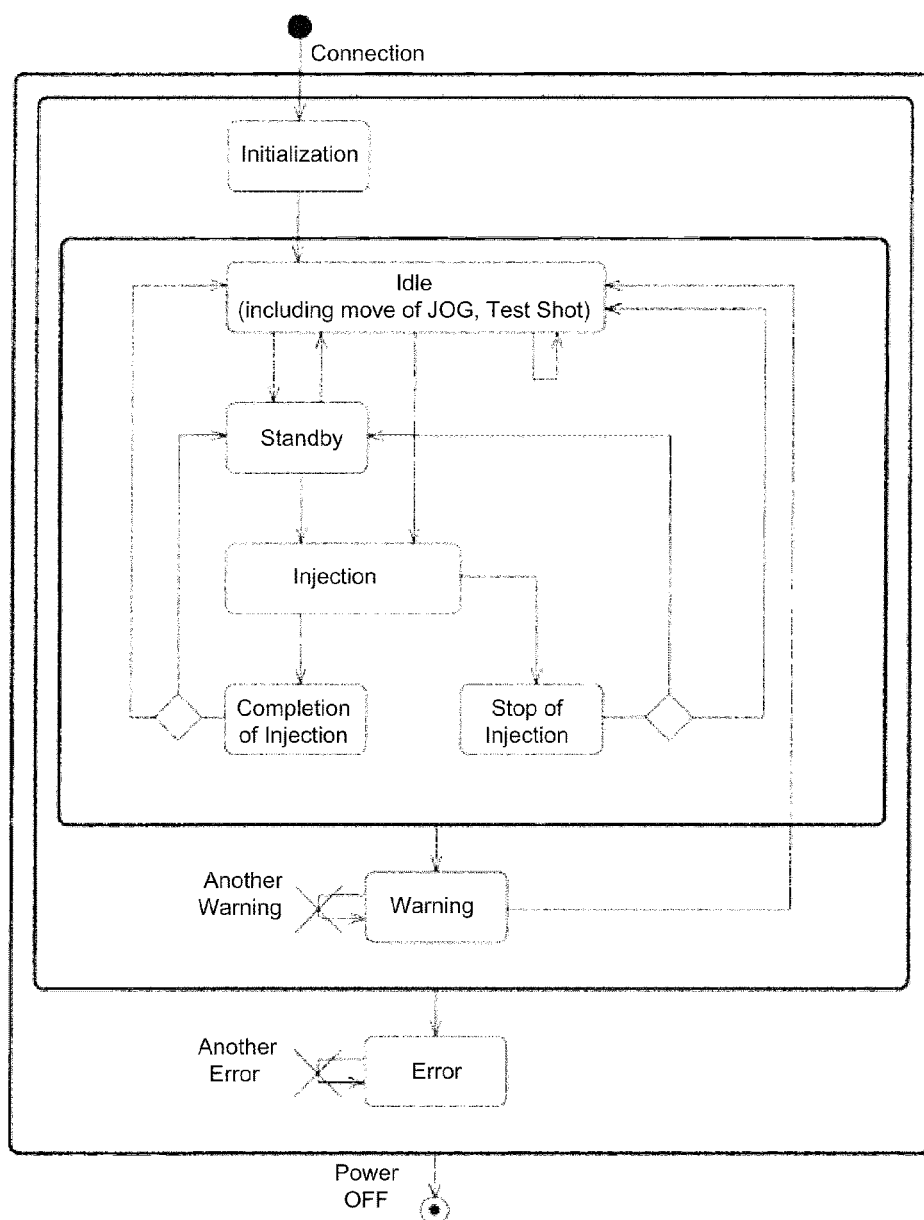 Connection
Initialization
Idle
(including move of JOG, Test Shot)
Standby
Injection
Completion
of Injection
Stop of
Injection
Another
Warning
Warning
Another
Error
Error
Power
OFF